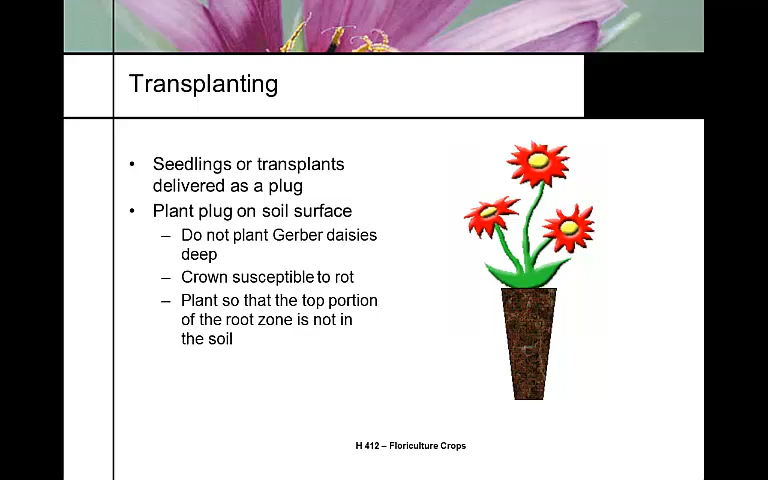 Transplanting
• Seedlings or transplants
delivered as a plug
• Plant plug on soil surface
– Do not plant Gerber daisies
deep
– Crown susceptible to rot
– Plant so that the top portion
of the root zone is not in
the soil
H 412 – Floriculture Crops